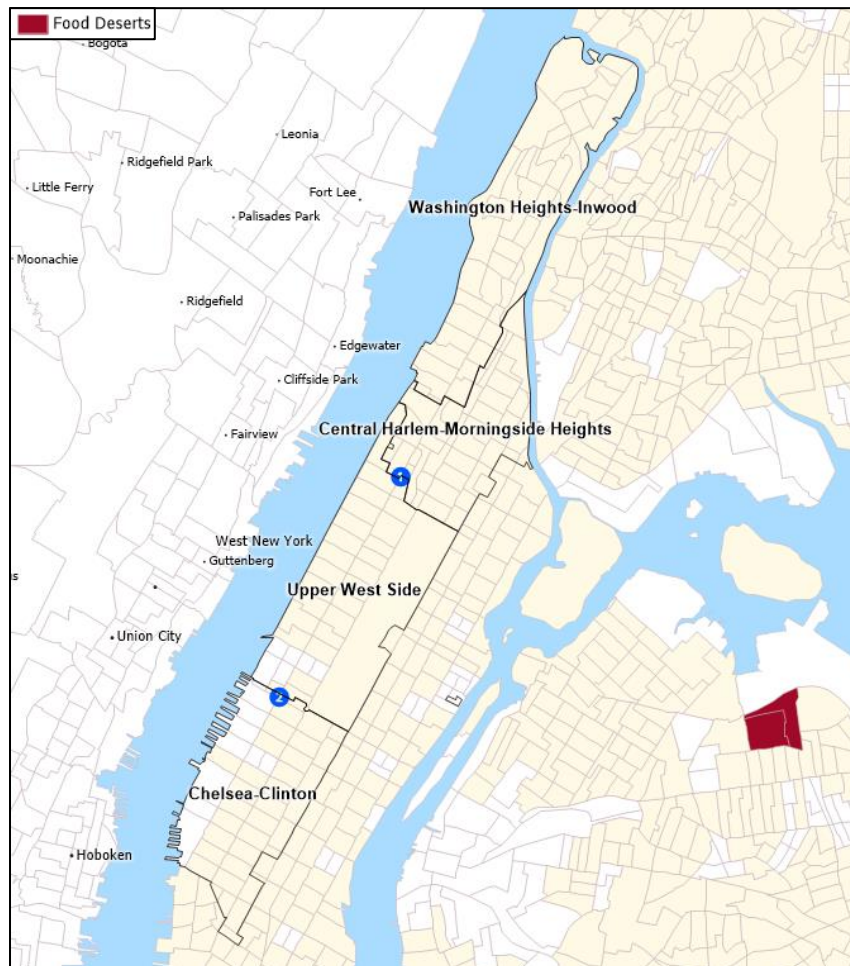 Food Deserts
Bogota
Leonia
Ridgefield Park
Little Ferry
Fort Lee
Palisades Park
Washington Heights-Inwood
Moonachie
Ridgefield
Edgewater
Cliffside Park
Central Harlem-Morningside Heights
Fairview
1
West New York
Guttenberg
us
Upper West Side
Union City
2
Chelsea-Clinton
Hoboken